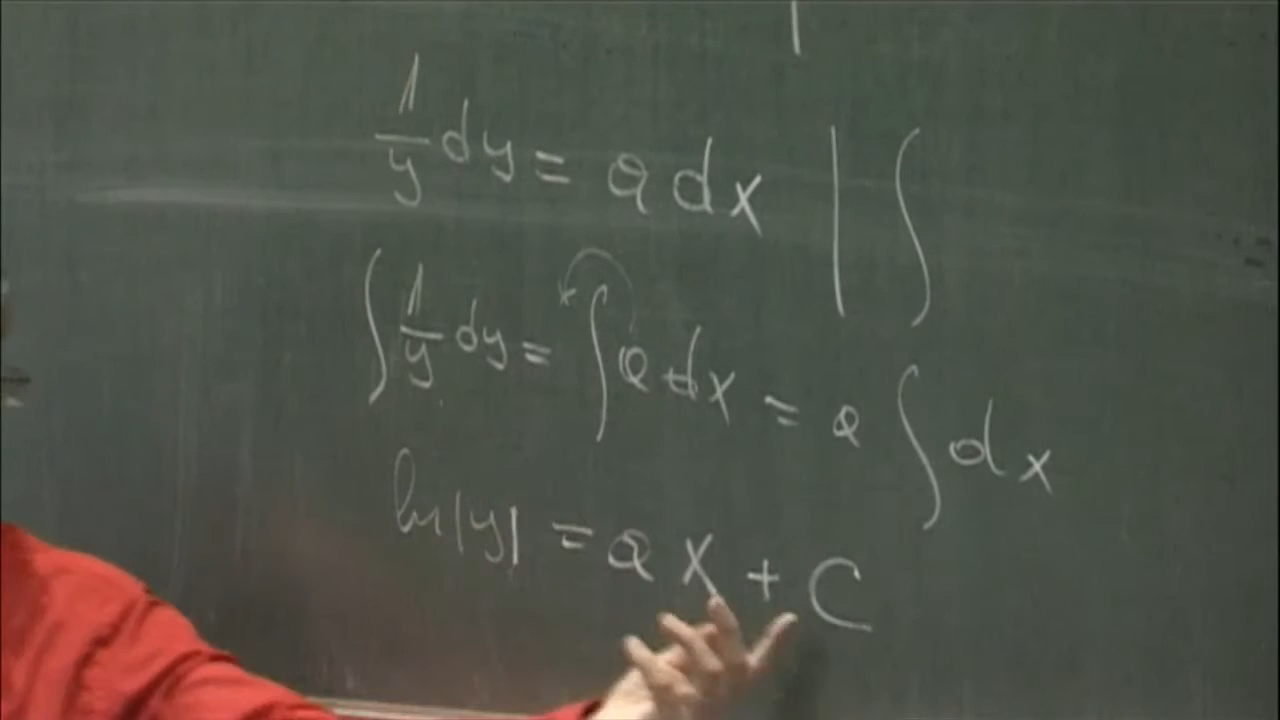 1/y dy = a dx | ∫
∫ 1/y dy = ∫ a dx = a ∫ dx
ln|y| = a x + C